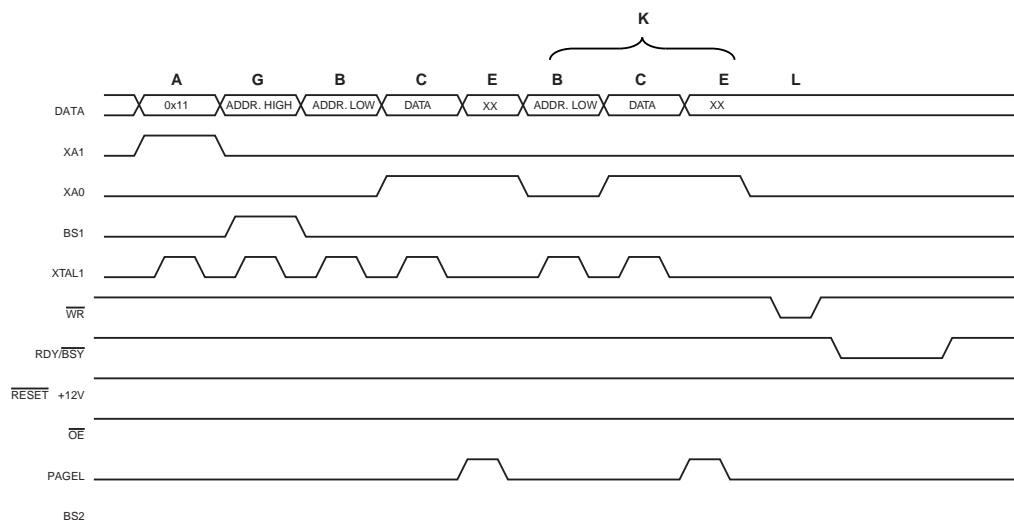 K
A G B C E B C E L
DATA 0x11 ADDR. HIGH ADDR. LOW DATA XX ADDR. LOW DATA XX
XA1
XA0
BS1
XTAL1
WR
RDY/BSY
RESET +12V
OE
PAGEL
BS2